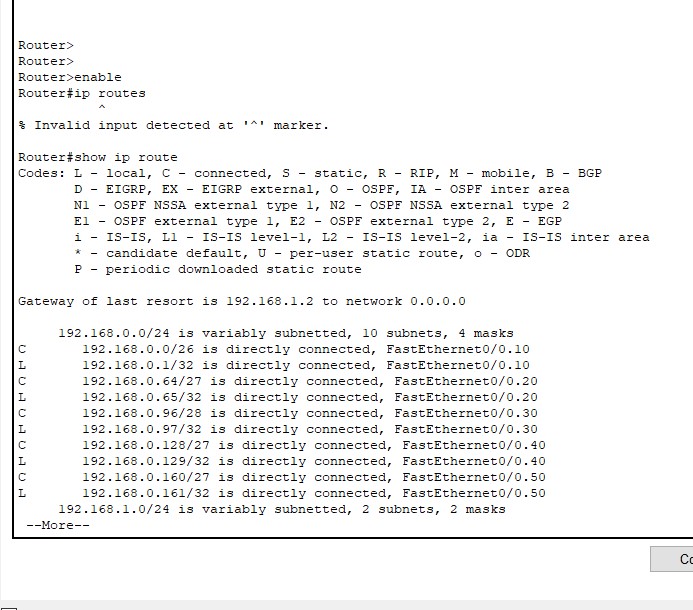 Router>
Router>
Router>enable
Router#ip routes
^
% Invalid input detected at '^' marker.
Router#show ip route
Codes: L - local, C - connected, S - static, R - RIP, M - mobile, B - BGP
D - EIGRP, EX - EIGRP external, O - OSPF, IA - OSPF inter area
N1 - OSPF NSSA external type 1, N2 - OSPF NSSA external type 2
E1 - OSPF external type 1, E2 - OSPF external type 2, E - EGP
i - IS-IS, L1 - IS-IS level-1, L2 - IS-IS level-2, ia - IS-IS inter area
* - candidate default, U - per-user static route, o - ODR
P - periodic downloaded static route
Gateway of last resort is 192.168.1.2 to network 0.0.0.0
192.168.0.0/24 is variably subnetted, 10 subnets, 4 masks
C 192.168.0.0/26 is directly connected, FastEthernet0/0.10
L 192.168.0.1/32 is directly connected, FastEthernet0/0.10
C 192.168.0.64/27 is directly connected, FastEthernet0/0.20
L 192.168.0.65/32 is directly connected, FastEthernet0/0.20
C 192.168.0.96/28 is directly connected, FastEthernet0/0.30
L 192.168.0.97/32 is directly connected, FastEthernet0/0.30
C 192.168.0.128/27 is directly connected, FastEthernet0/0.40
L 192.168.0.129/32 is directly connected, FastEthernet0/0.40
C 192.168.0.160/27 is directly connected, FastEthernet0/0.50
L 192.168.0.161/32 is directly connected, FastEthernet0/0.50
192.168.1.0/24 is variably subnetted, 2 subnets, 2 masks
--More--